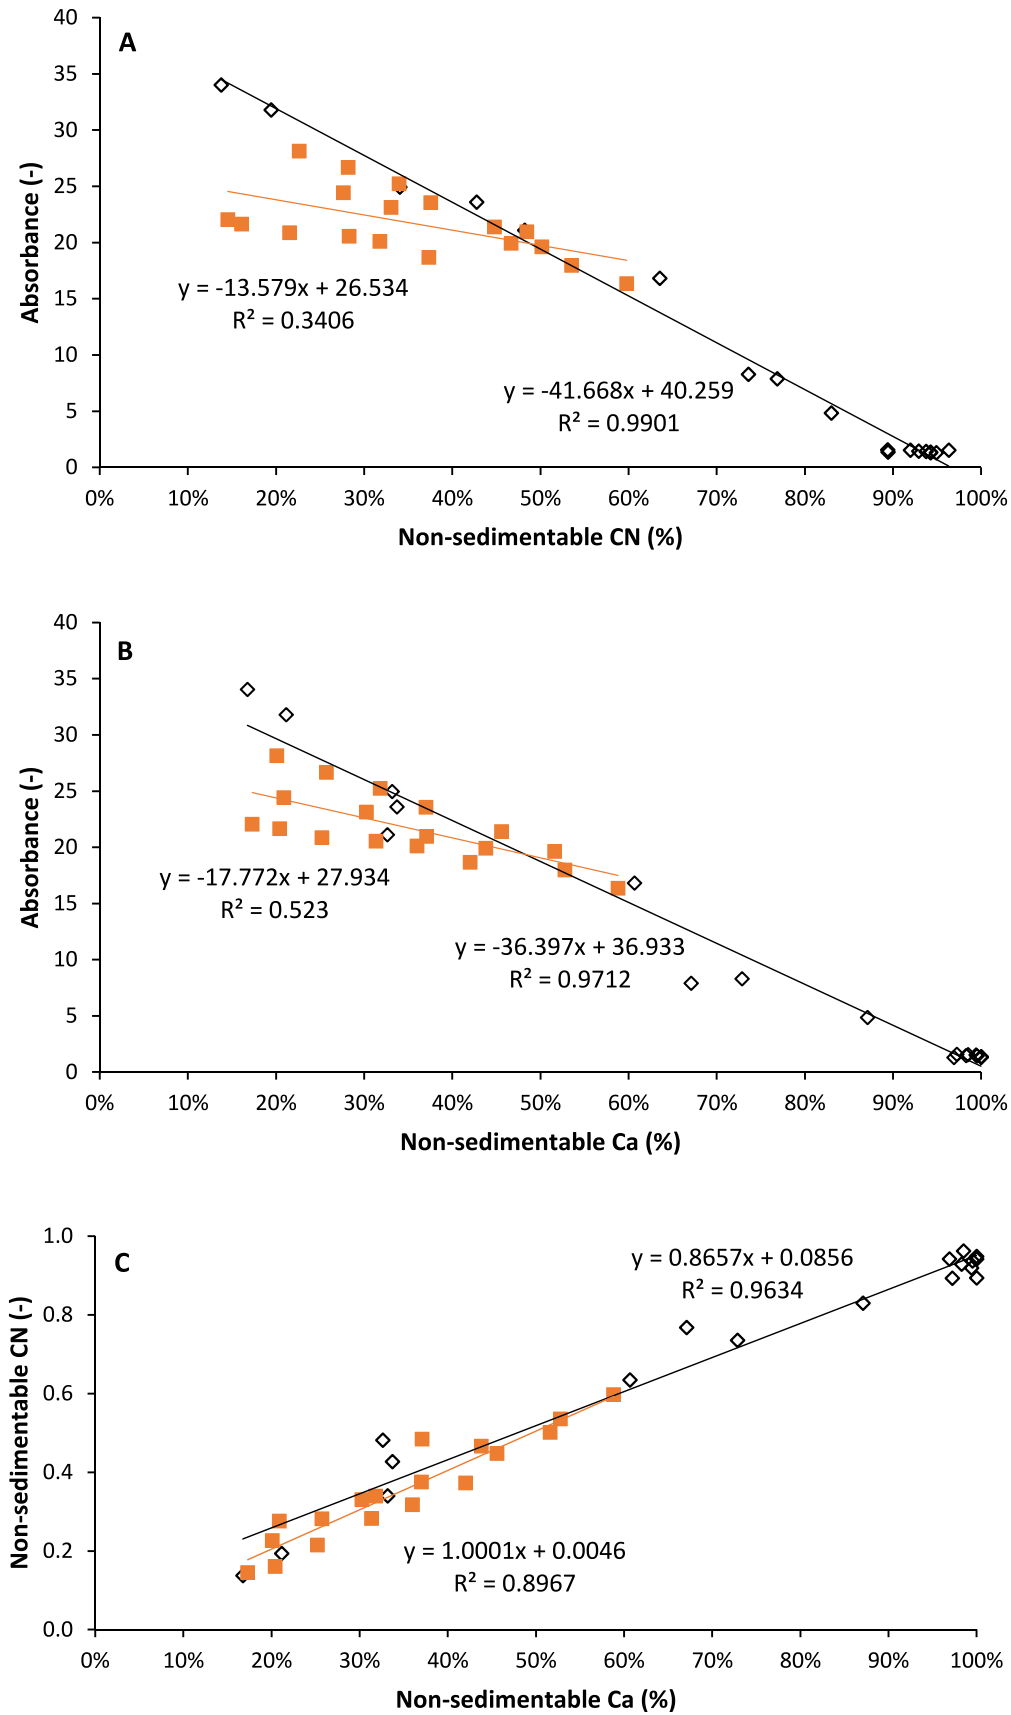 A
40
35
30
25
20
15
10
5
0
Absorbance (-)
y = -13.579x + 26.534
R² = 0.3406
y = -41.668x + 40.259
R² = 0.9901
0% 10% 20% 30% 40% 50% 60% 70% 80% 90% 100%
Non-sedimentable CN (%)
B
40
35
30
25
20
15
10
5
0
Absorbance (-)
y = -17.772x + 27.934
R² = 0.523
y = -36.397x + 36.933
R² = 0.9712
0% 10% 20% 30% 40% 50% 60% 70% 80% 90% 100%
Non-sedimentable Ca (%)
C
1.0
0.8
0.6
0.4
0.2
0.0
Non-sedimentable CN (-)
y = 0.8657x + 0.0856
R² = 0.9634
y = 1.0001x + 0.0046
R² = 0.8967
0% 10% 20% 30% 40% 50% 60% 70% 80% 90% 100%
Non-sedimentable Ca (%)